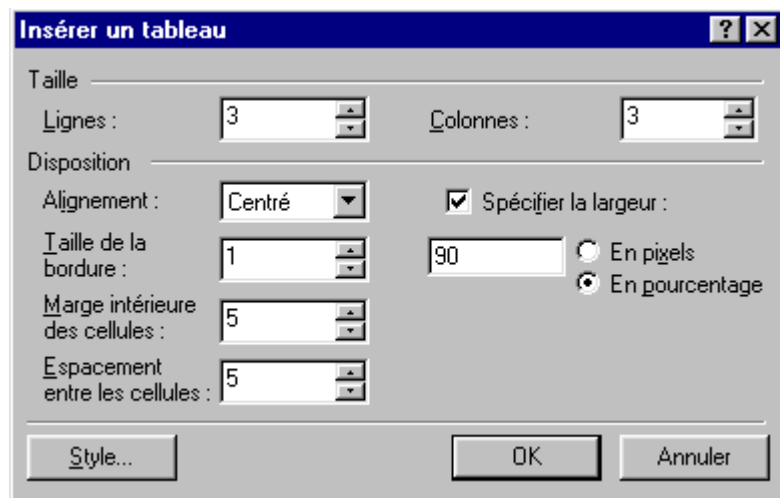 Insérer un tableau
Taille
Lignes : 3 Colonnes : 3
Disposition
Alignement : Centré Spécifier la largeur :
Taille de la
bordure : 1 90 En pixels
En pourcentage
Marge intérieure
des cellules : 5
Espacement
entre les cellules : 5
Style... OK Annuler